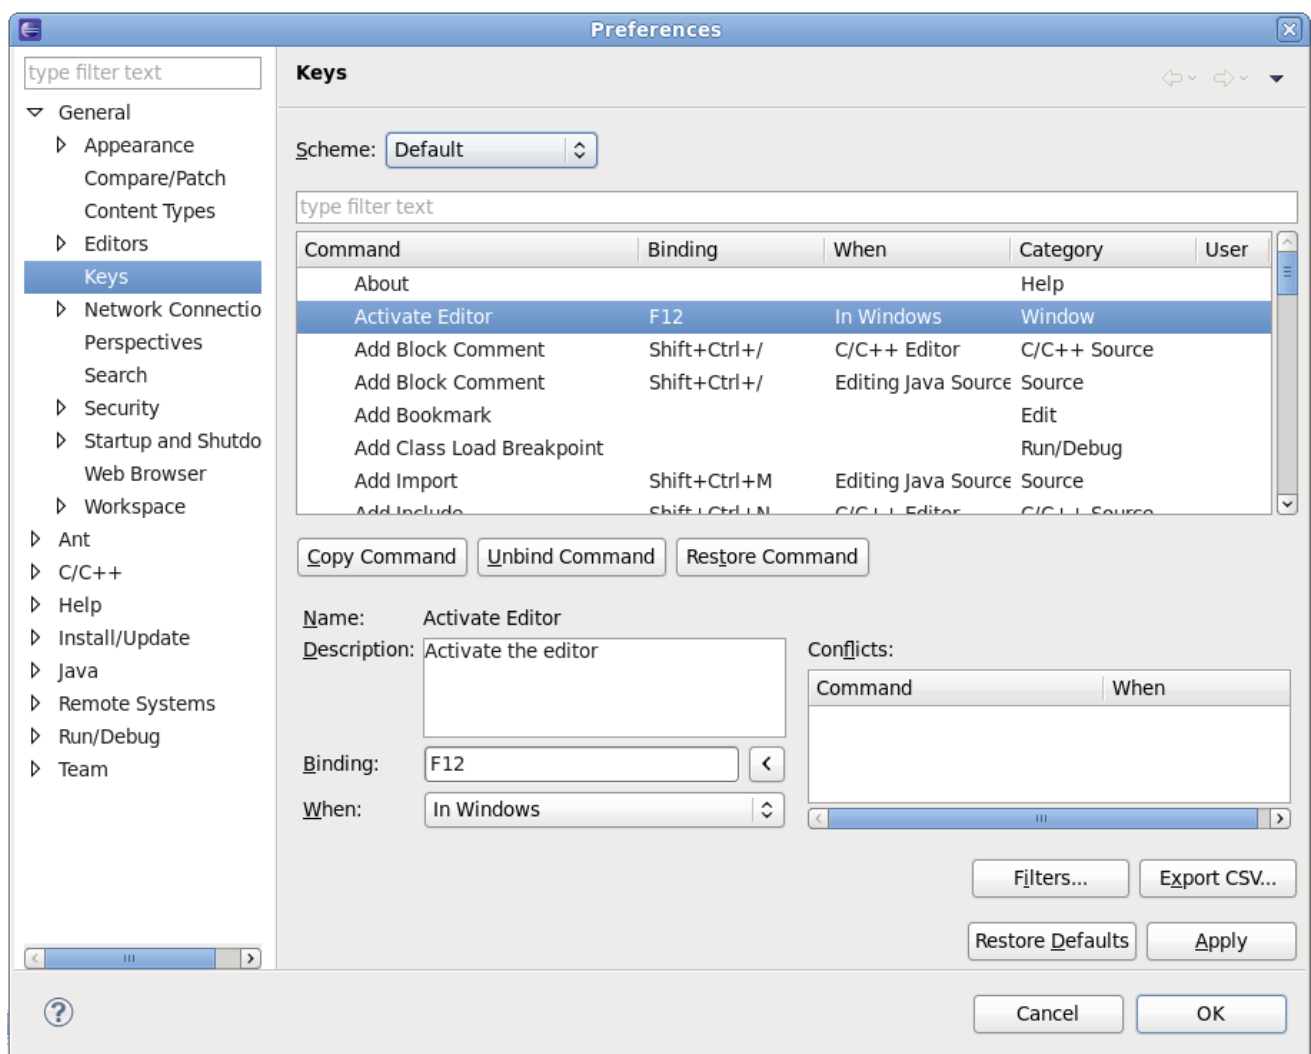 Preferences
type filter text
General
Appearance
Compare/Patch
Content Types
Editors
Keys
Network Connectio
Perspectives
Search
Security
Startup and Shutdo
Web Browser
Workspace
Ant
C/C++
Help
Install/Update
Java
Remote Systems
Run/Debug
Team
Keys
Scheme: Default
type filter text
Command Binding When Category User
About Help
Activate Editor F12 In Windows Window
Add Block Comment Shift+Ctrl+/ C/C++ Editor C/C++ Source
Add Block Comment Shift+Ctrl+/ Editing Java Source Source
Add Bookmark Edit
Add Class Load Breakpoint Run/Debug
Add Import Shift+Ctrl+M Editing Java Source Source
Add Include Shift+Ctrl+N C/C++ Editor C/C++ Source
Copy Command Unbind Command Restore Command
Name: Activate Editor
Description: Activate the editor
Conflicts:
Command When
Binding: F12 <
When: In Windows
Filters... Export CSV...
Restore Defaults Apply
? Cancel OK